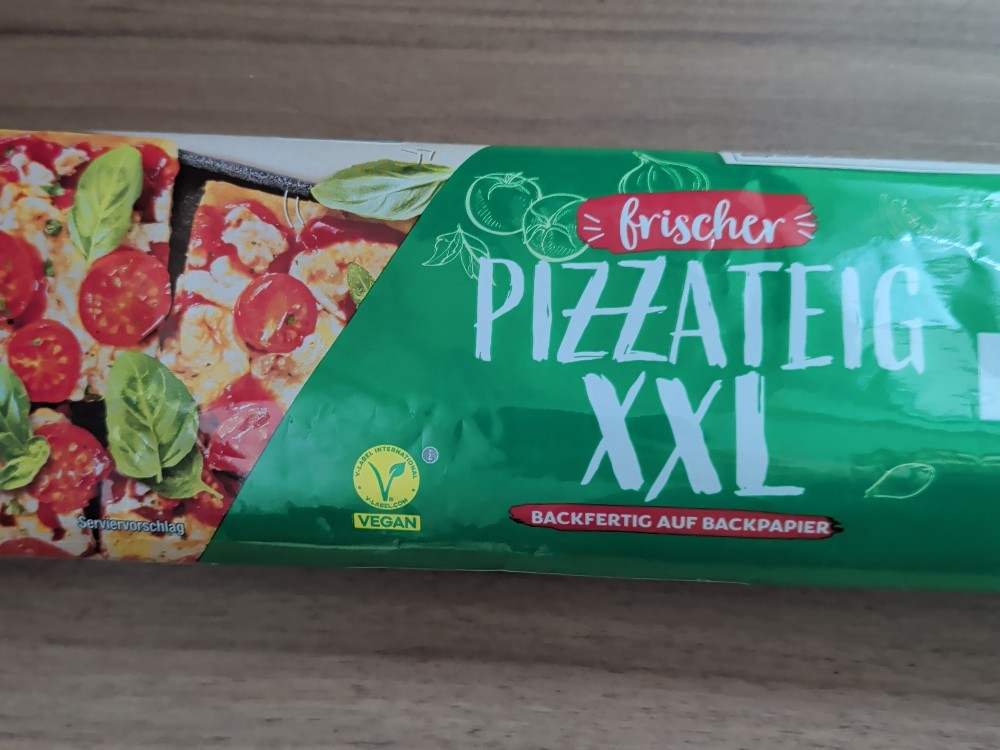 frischer
PIZZATEIG
XXL
BACKFERTIG AUF BACKPAPIER
V-LABEL INTERNATIONAL
V-LABEL.COM
VEGAN
Serviervorschlag